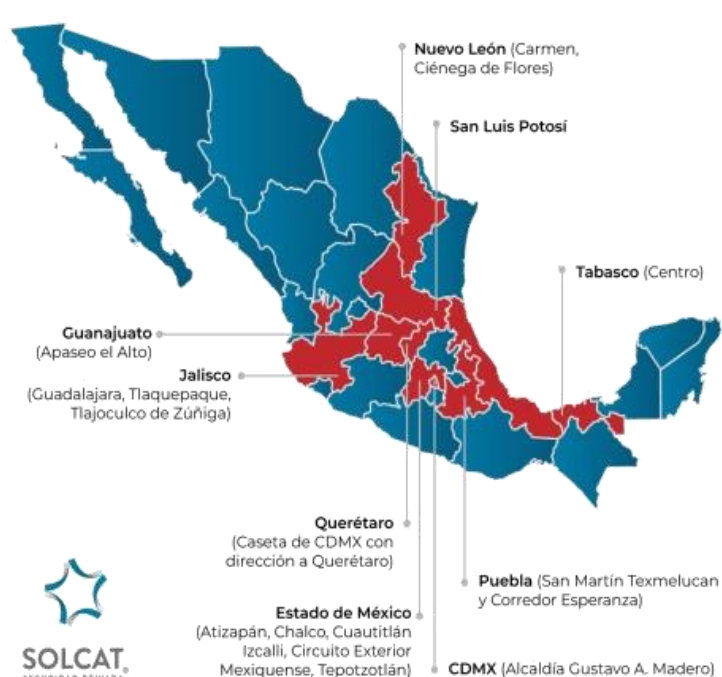 Nuevo León (Carmen,
Ciénega de Flores)
San Luis Potosí
Tabasco (Centro)
Guanajuato
(Apaseo el Alto)
Jalisco
(Guadalajara, Tlaquepaque,
Tlajoculco de Zúñiga)
Querétaro
(Caseta de CDMX con
dirección a Querétaro)
Puebla (San Martín Texmelucan
y Corredor Esperanza)
Estado de México
(Atizapán, Chalco, Cuautitlán
Izcalli, Circuito Exterior
Mexiquense, Tepotzotlán)
CDMX (Alcaldía Gustavo A. Madero)
SOLCAT